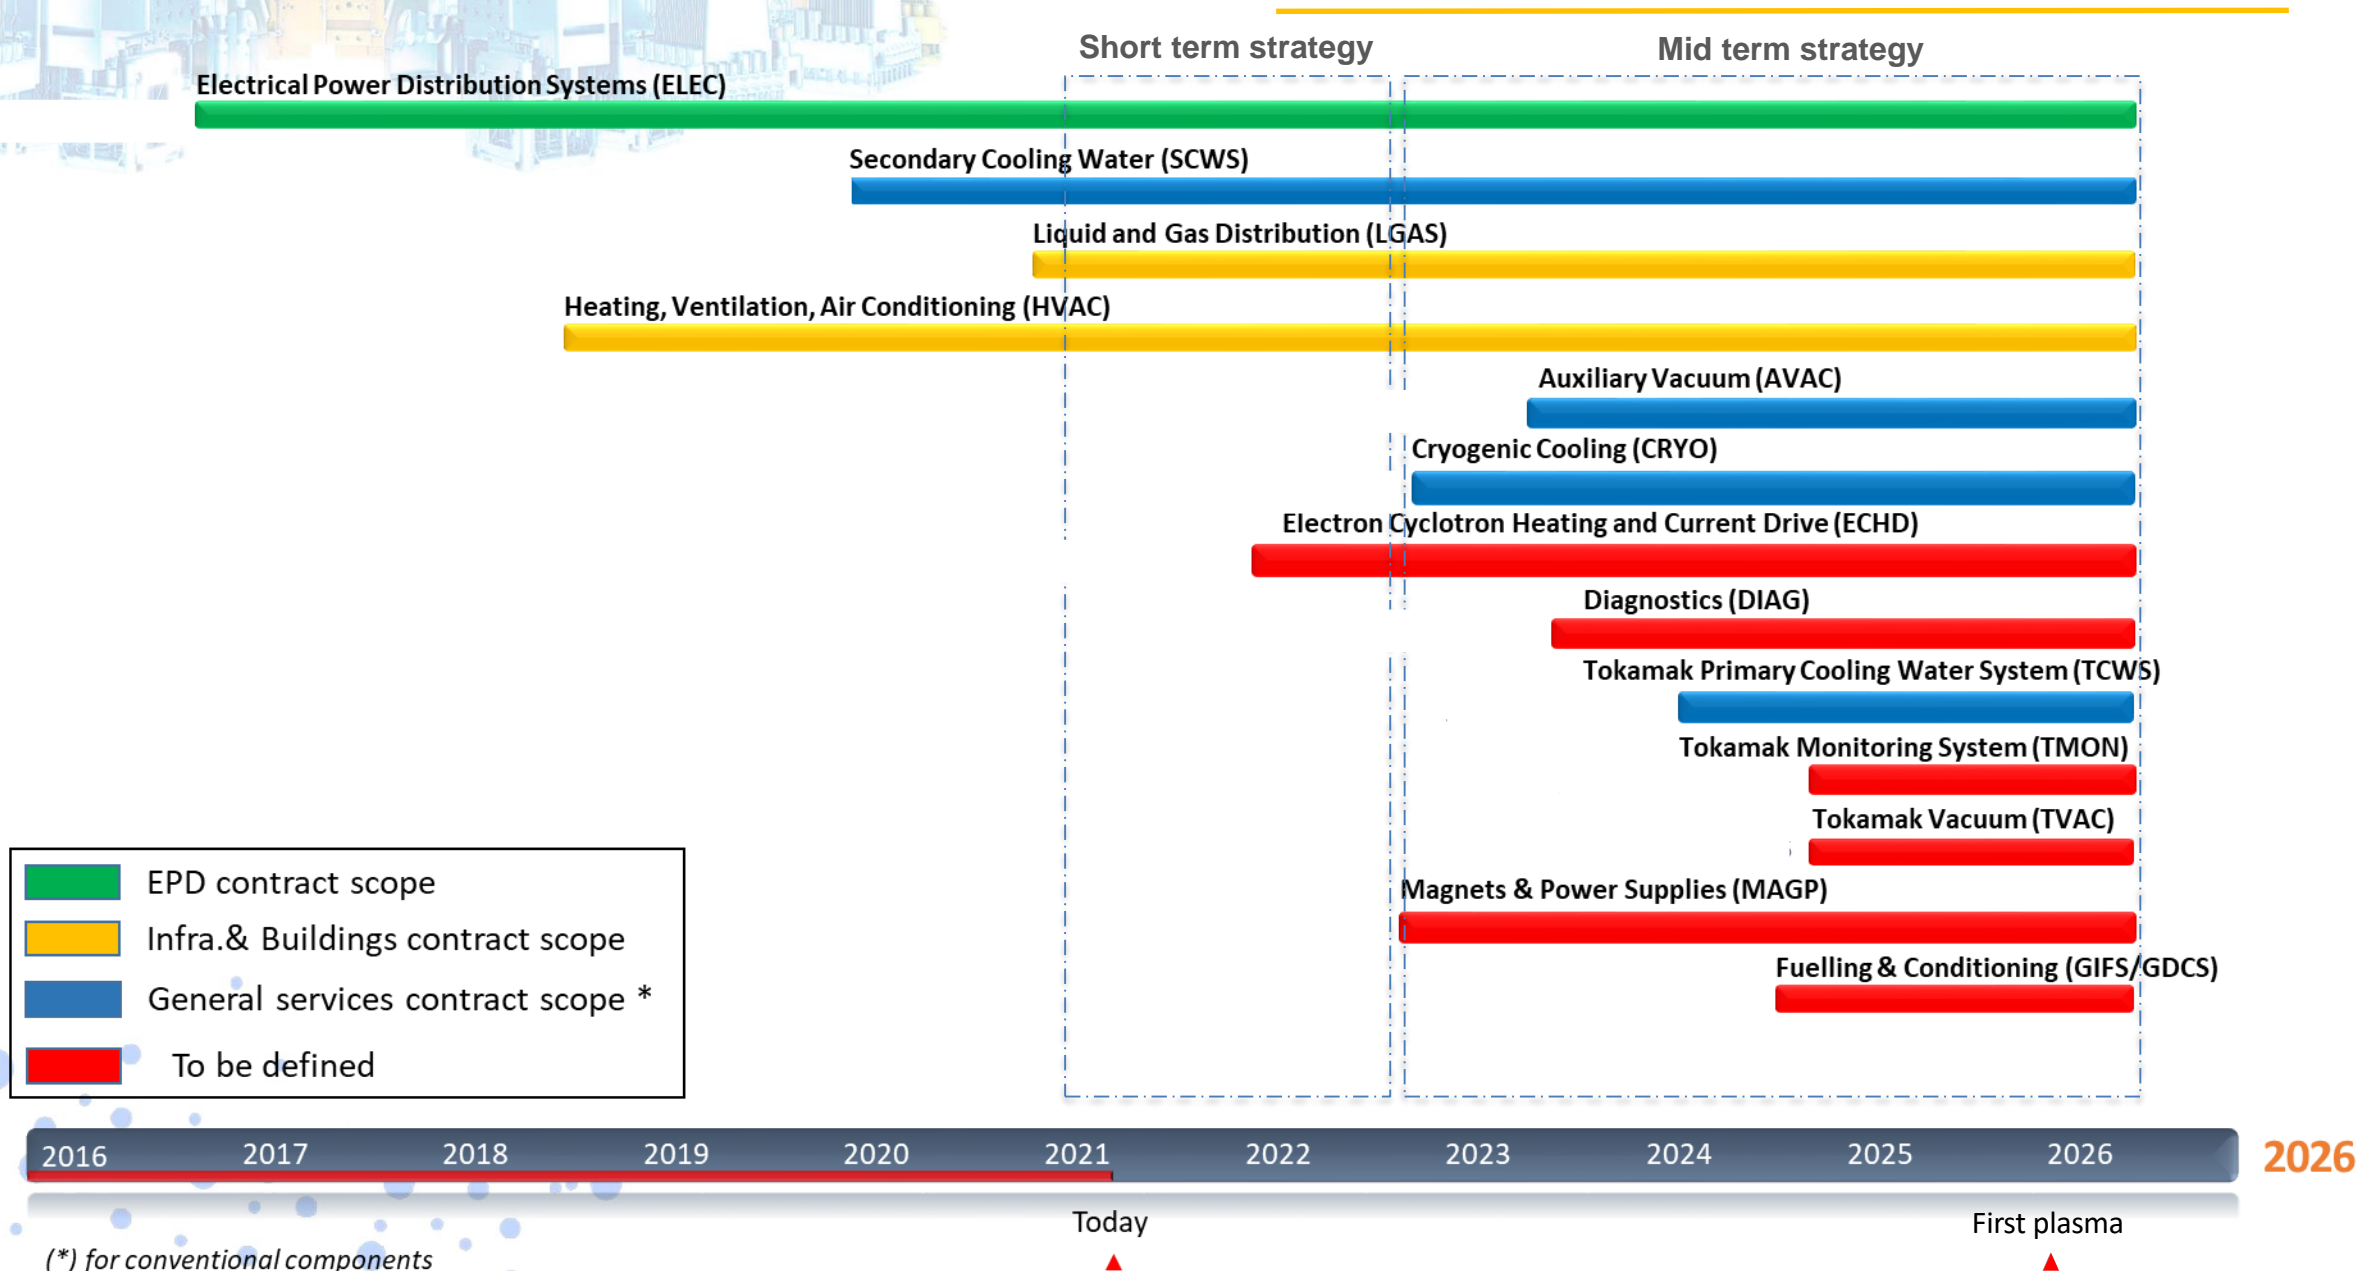 Short term strategy
Mid term strategy
Electrical Power Distribution Systems (ELEC)
Secondary Cooling Water (SCWS)
Liquid and Gas Distribution (LGAS)
Heating, Ventilation, Air Conditioning (HVAC)
Auxiliary Vacuum (AVAC)
Cryogenic Cooling (CRYO)
Electron Cyclotron Heating and Current Drive (ECHD)
Diagnostics (DIAG)
Tokamak Primary Cooling Water System (TCWS)
Tokamak Monitoring System (TMON)
Tokamak Vacuum (TVAC)
Magnets & Power Supplies (MAGP)
Fuelling & Conditioning (GIFS/GDCS)
EPD contract scope
Infra.& Buildings contract scope
General services contract scope *
To be defined
2016 2017 2018 2019 2020 2021 2022 2023 2024 2025 2026 2026
Today
First plasma
(*) for conventional components